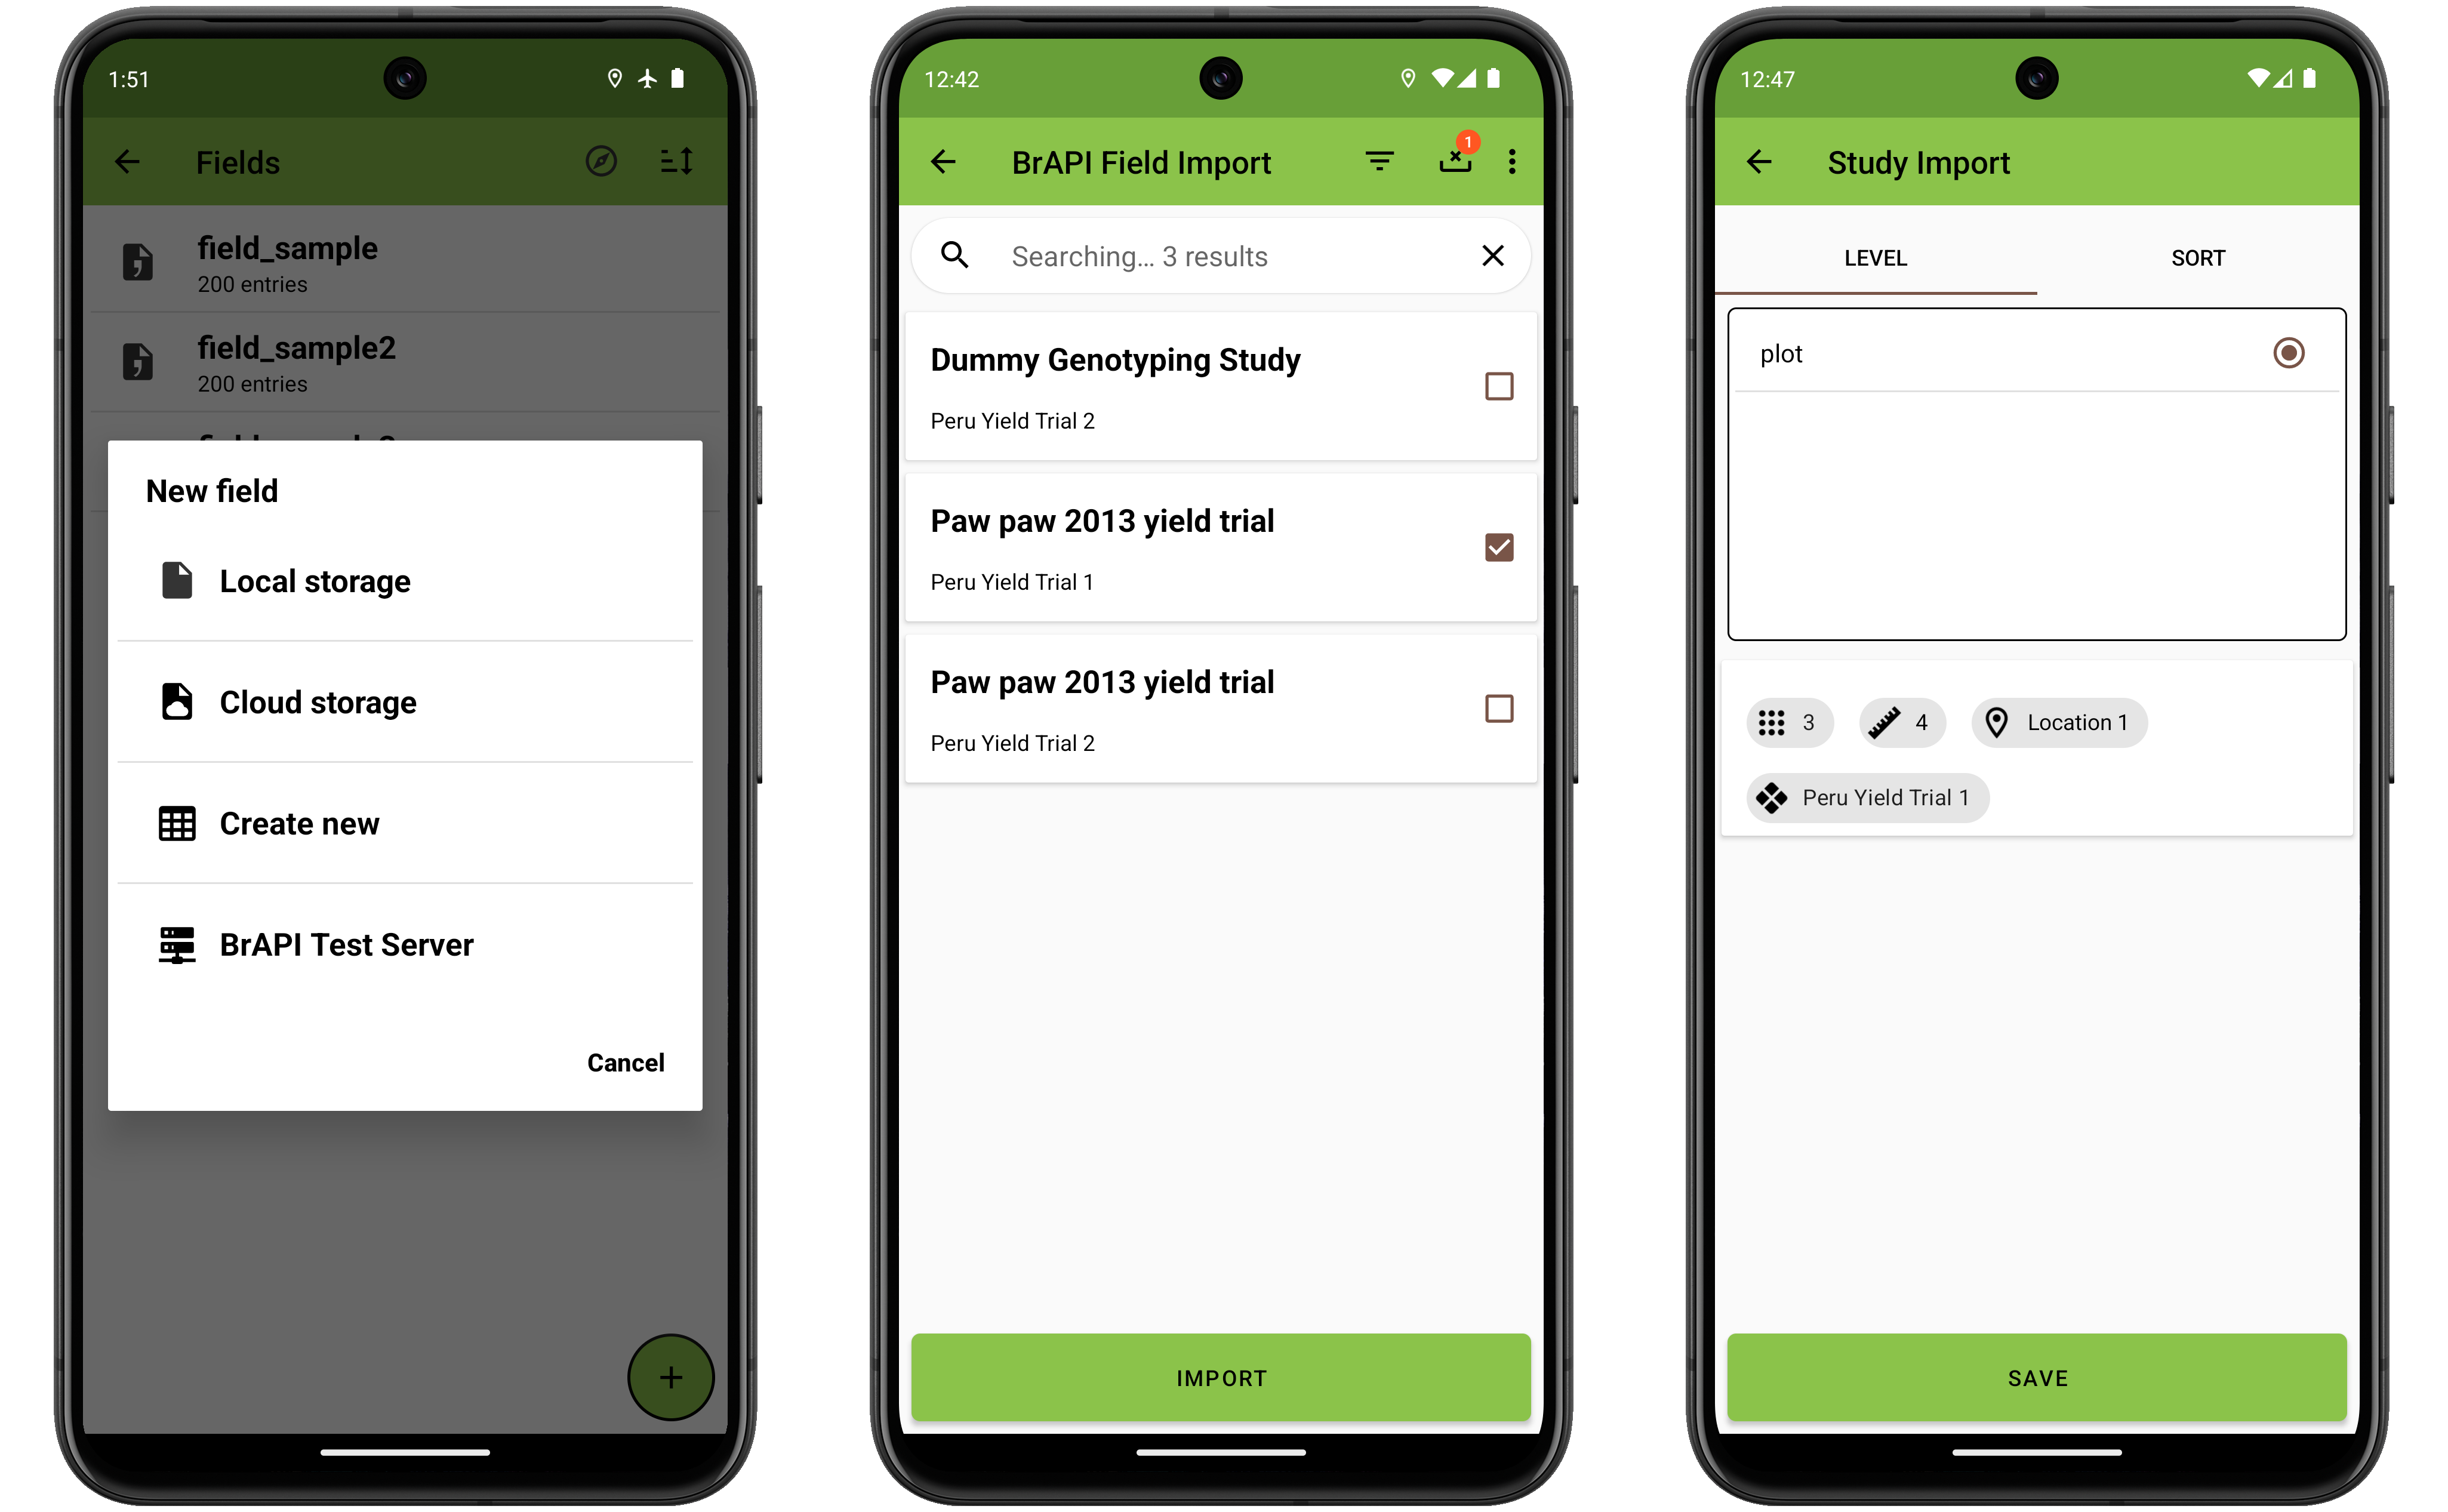 1:51
Fields
field_sample
200 entries
field_sample2
200 entries
New field
Local storage
Cloud storage
Create new
BrAPI Test Server
Cancel
12:42
BrAPI Field Import
1
Searching... 3 results
Dummy Genotyping Study
Peru Yield Trial 2
Paw paw 2013 yield trial
Peru Yield Trial 1
Paw paw 2013 yield trial
Peru Yield Trial 2
IMPORT
12:47
Study Import
LEVEL SORT
plot
3 4 Location 1
Peru Yield Trial 1
SAVE